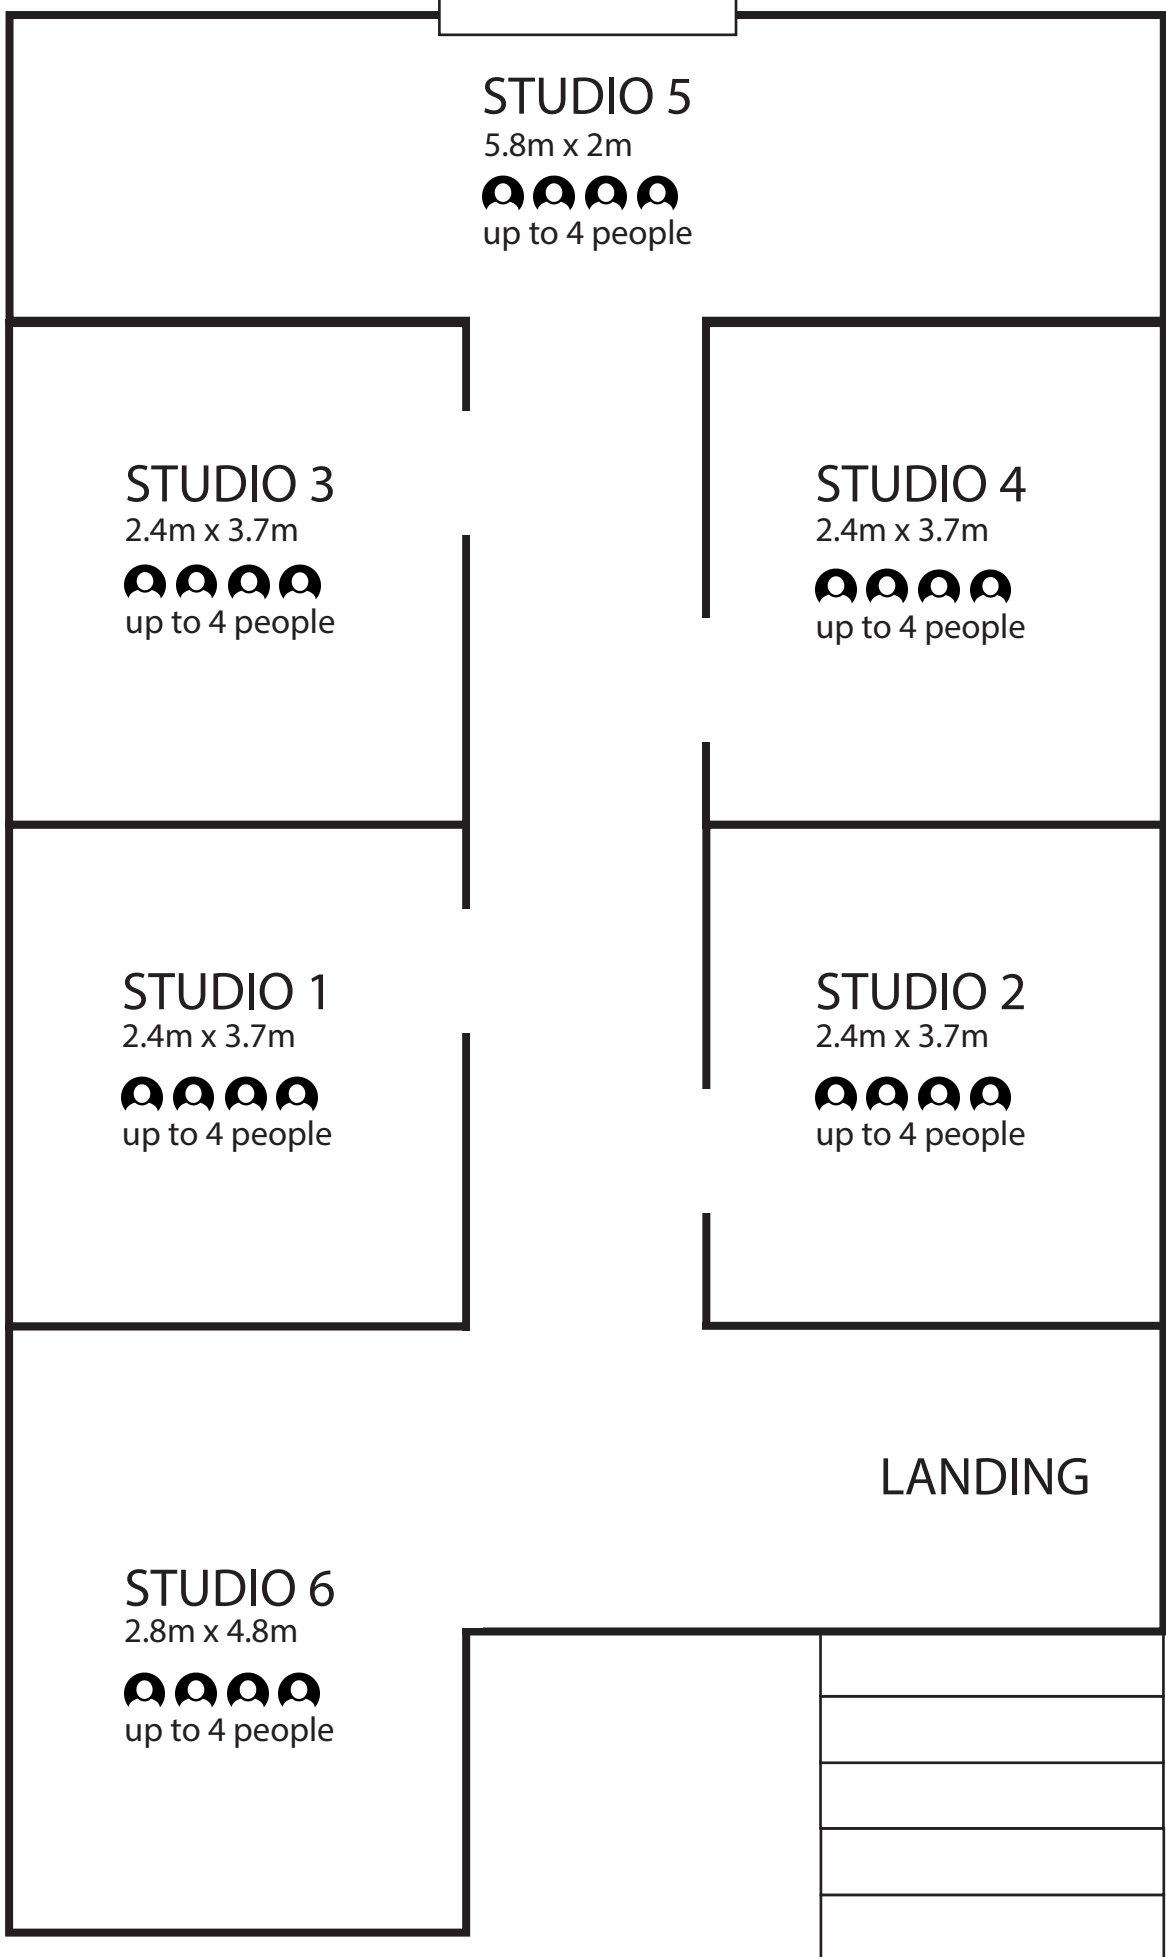 STUDIO 5
5.8m x 2m
up to 4 people
STUDIO 3
2.4m x 3.7m
up to 4 people
STUDIO 4
2.4m x 3.7m
up to 4 people
STUDIO 1
2.4m x 3.7m
up to 4 people
STUDIO 2
2.4m x 3.7m
up to 4 people
LANDING
STUDIO 6
2.8m x 4.8m
up to 4 people